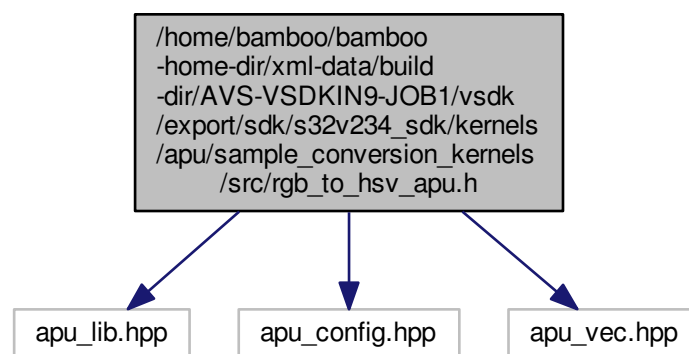 /home/bamboo/bamboo
-home-dir/xml-data/build
-dir/AVS-VSDKIN9-JOB1/vsdk
/export/sdk/s32v234_sdk/kernels
/apu/sample_conversion_kernels
/src/rgb_to_hsv_apu.h
apu_lib.hpp
apu_config.hpp
apu_vec.hpp